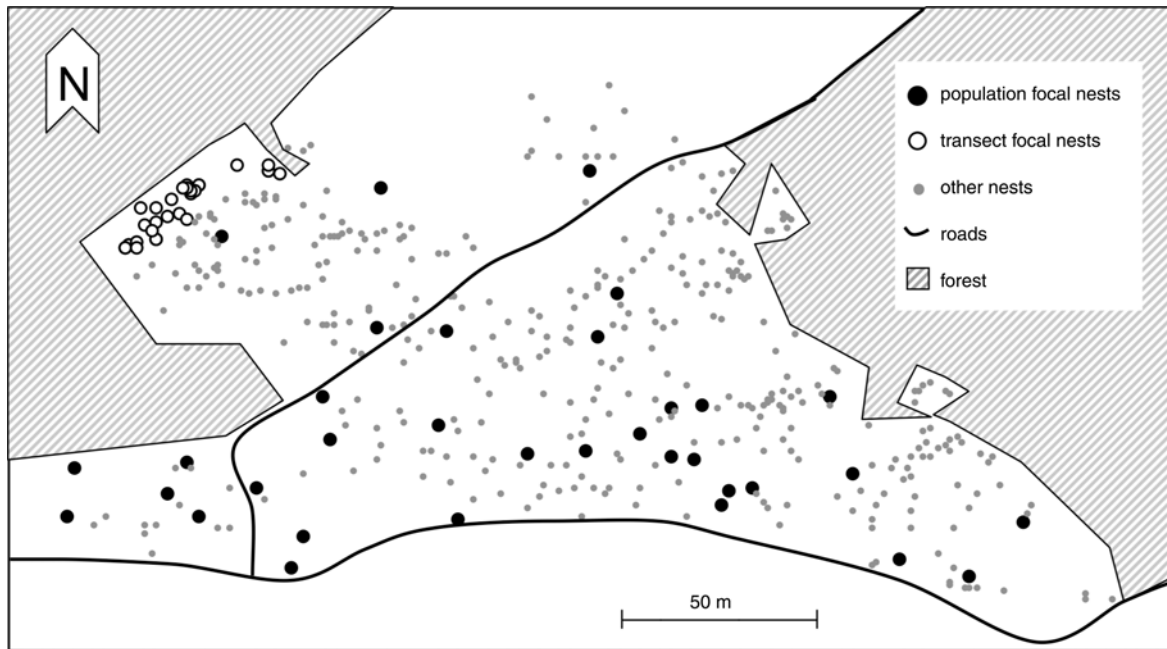 N
population focal nests
transect focal nests
other nests
roads
forest
50 m